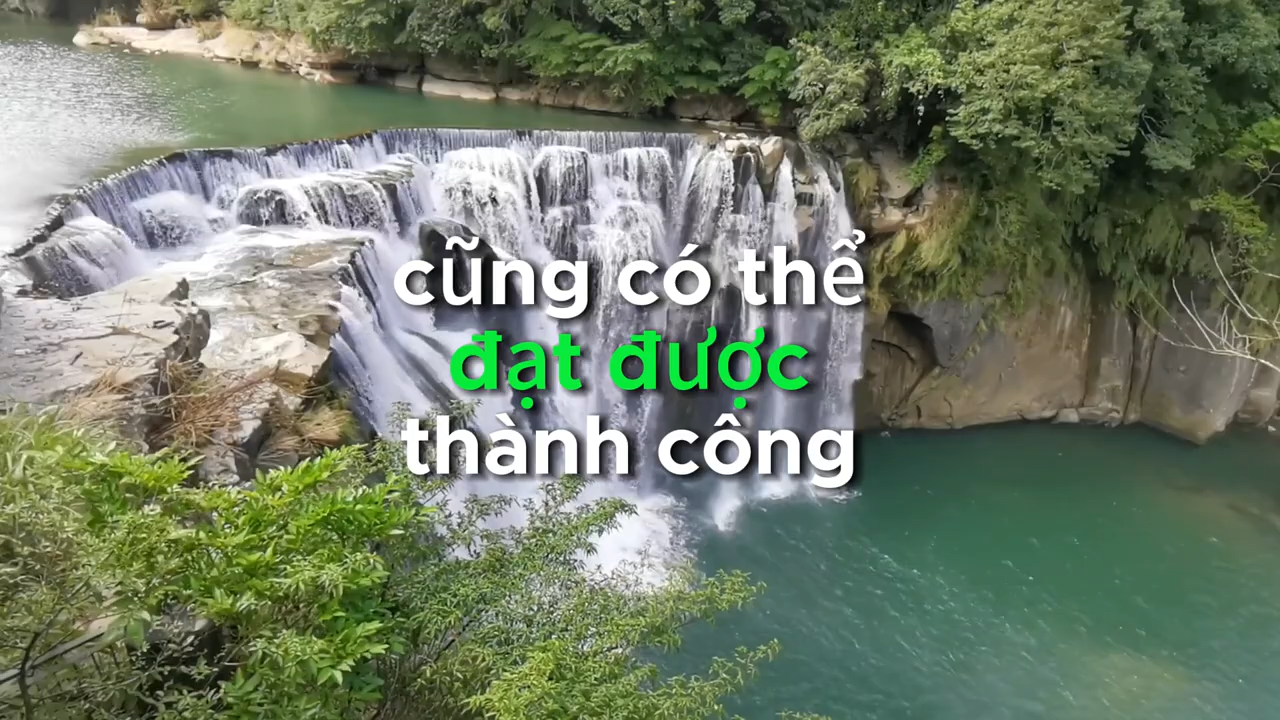 cũng có thể
đạt được
thành công